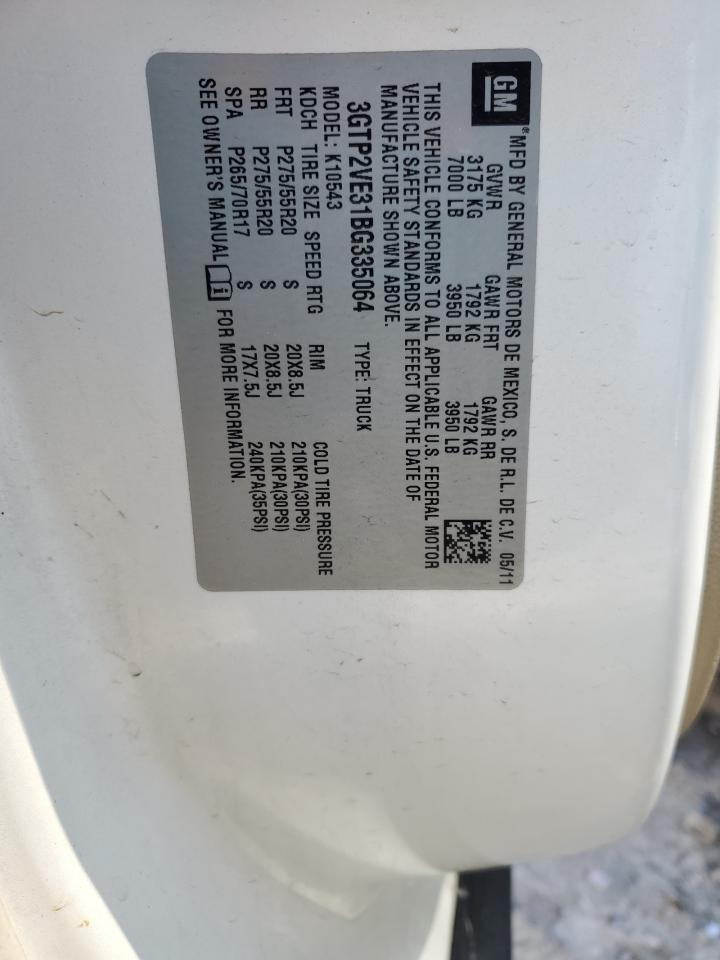 GM
® MFD BY GENERAL MOTORS DE MEXICO, S. DE R.L. DE C.V. 05/11
GVWR GAWR FRT GAWR RR
3175 KG 1792 KG 1792 KG
7000 LB 3950 LB 3950 LB
THIS VEHICLE CONFORMS TO ALL APPLICABLE U.S. FEDERAL MOTOR
VEHICLE SAFETY STANDARDS IN EFFECT ON THE DATE OF
MANUFACTURE SHOWN ABOVE.
3GTP2VE31BG335064 TYPE: TRUCK
MODEL: K10543
KDCH TIRE SIZE SPEED RTG RIM COLD TIRE PRESSURE
FRT P275/55R20 S 20X8.5J 210KPA(30PSI)
RR P275/55R20 S 20X8.5J 210KPA(30PSI)
SPA P265/70R17 S 17X7.5J 240KPA(35PSI)
SEE OWNER'S MANUAL i FOR MORE INFORMATION.